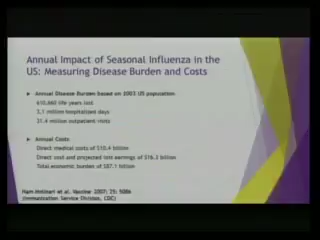 Annual Impact of Seasonal Influenza in the
US: Measuring Disease Burden and Costs
Annual Disease Burden based on 2003 US population
610,660 life years lost
3.1 million hospitalized days
31.4 million outpatient visits
Annual Costs
Direct medical costs of $10.4 billion
Direct cost and projected lost earnings of $16.3 billion
Total economic burden of $87.1 billion
Molinari et al. Vaccine 2007; 25: 5086
(Immunization Service Division, CDC)